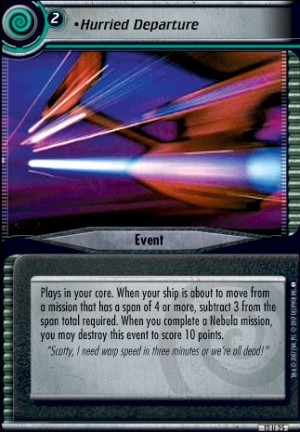 2
•Hurried Departure
Event
Plays in your core. When your ship is about to move from
a mission that has a span of 4 or more, subtract 3 from the
span total required. When you complete a Nebula mission,
you may destroy this event to score 10 points.
"Scotty, I need warp speed in three minutes or we're all dead!"